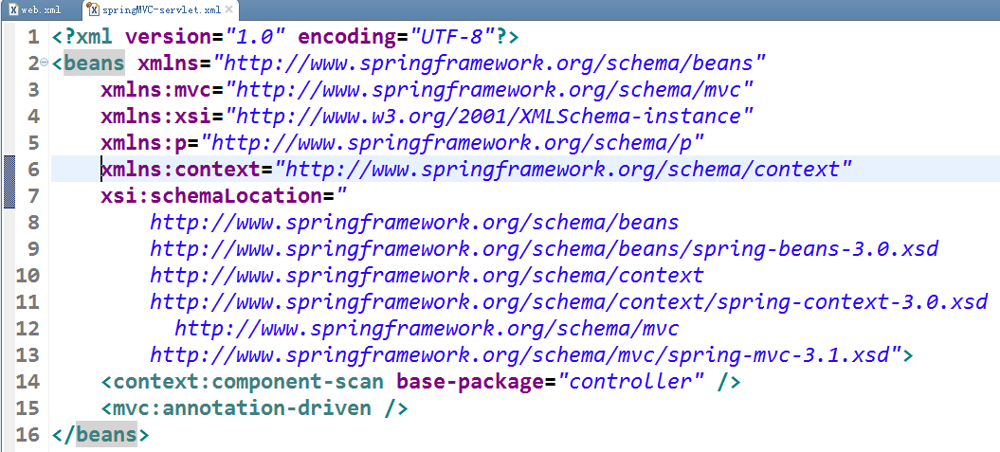 web.xml springMVC-servlet.xml
1 <?xml version="1.0" encoding="UTF-8"?>
2 <beans xmlns="http://www.springframework.org/schema/beans"
3 xmlns:mvc="http://www.springframework.org/schema/mvc"
4 xmlns:xsi="http://www.w3.org/2001/XMLSchema-instance"
5 xmlns:p="http://www.springframework.org/schema/p"
6 xmlns:context="http://www.springframework.org/schema/context"
7 xsi:schemaLocation="
8 http://www.springframework.org/schema/beans
9 http://www.springframework.org/schema/beans/spring-beans-3.0.xsd
10 http://www.springframework.org/schema/context
11 http://www.springframework.org/schema/context/spring-context-3.0.xsd
12 http://www.springframework.org/schema/mvc
13 http://www.springframework.org/schema/mvc/spring-mvc-3.1.xsd">
14 <context:component-scan base-package="controller" />
15 <mvc:annotation-driven />
16 </beans>